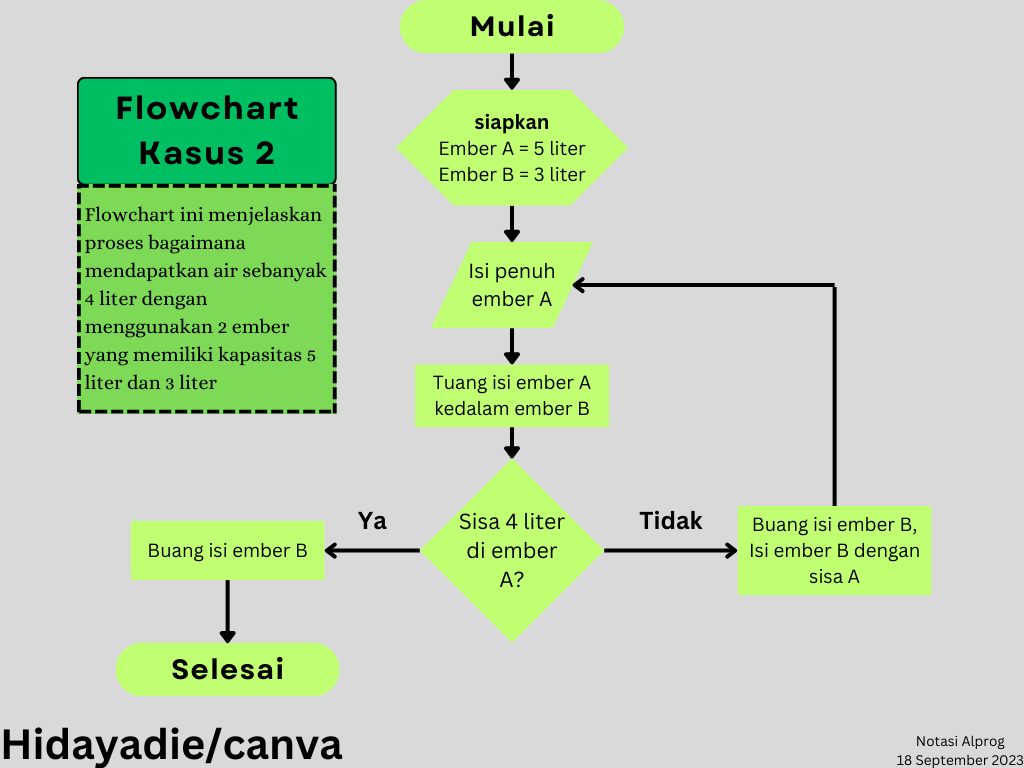 Mulai
Flowchart
Kasus 2
Flowchart ini menjelaskan
proses bagaimana
mendapatkan air sebanyak
4 liter dengan
menggunakan 2 ember
yang memiliki kapasitas 5
liter dan 3 liter
siapkan
Ember A = 5 liter
Ember B = 3 liter
Isi penuh
ember A
Tuang isi ember A
kedalam ember B
Sisa 4 liter
di ember
A?
Ya
Tidak
Buang isi ember B
Buang isi ember B,
Isi ember B dengan
sisa A
Selesai
Hidayadie/canva
Notasi Alprog
18 September 2023